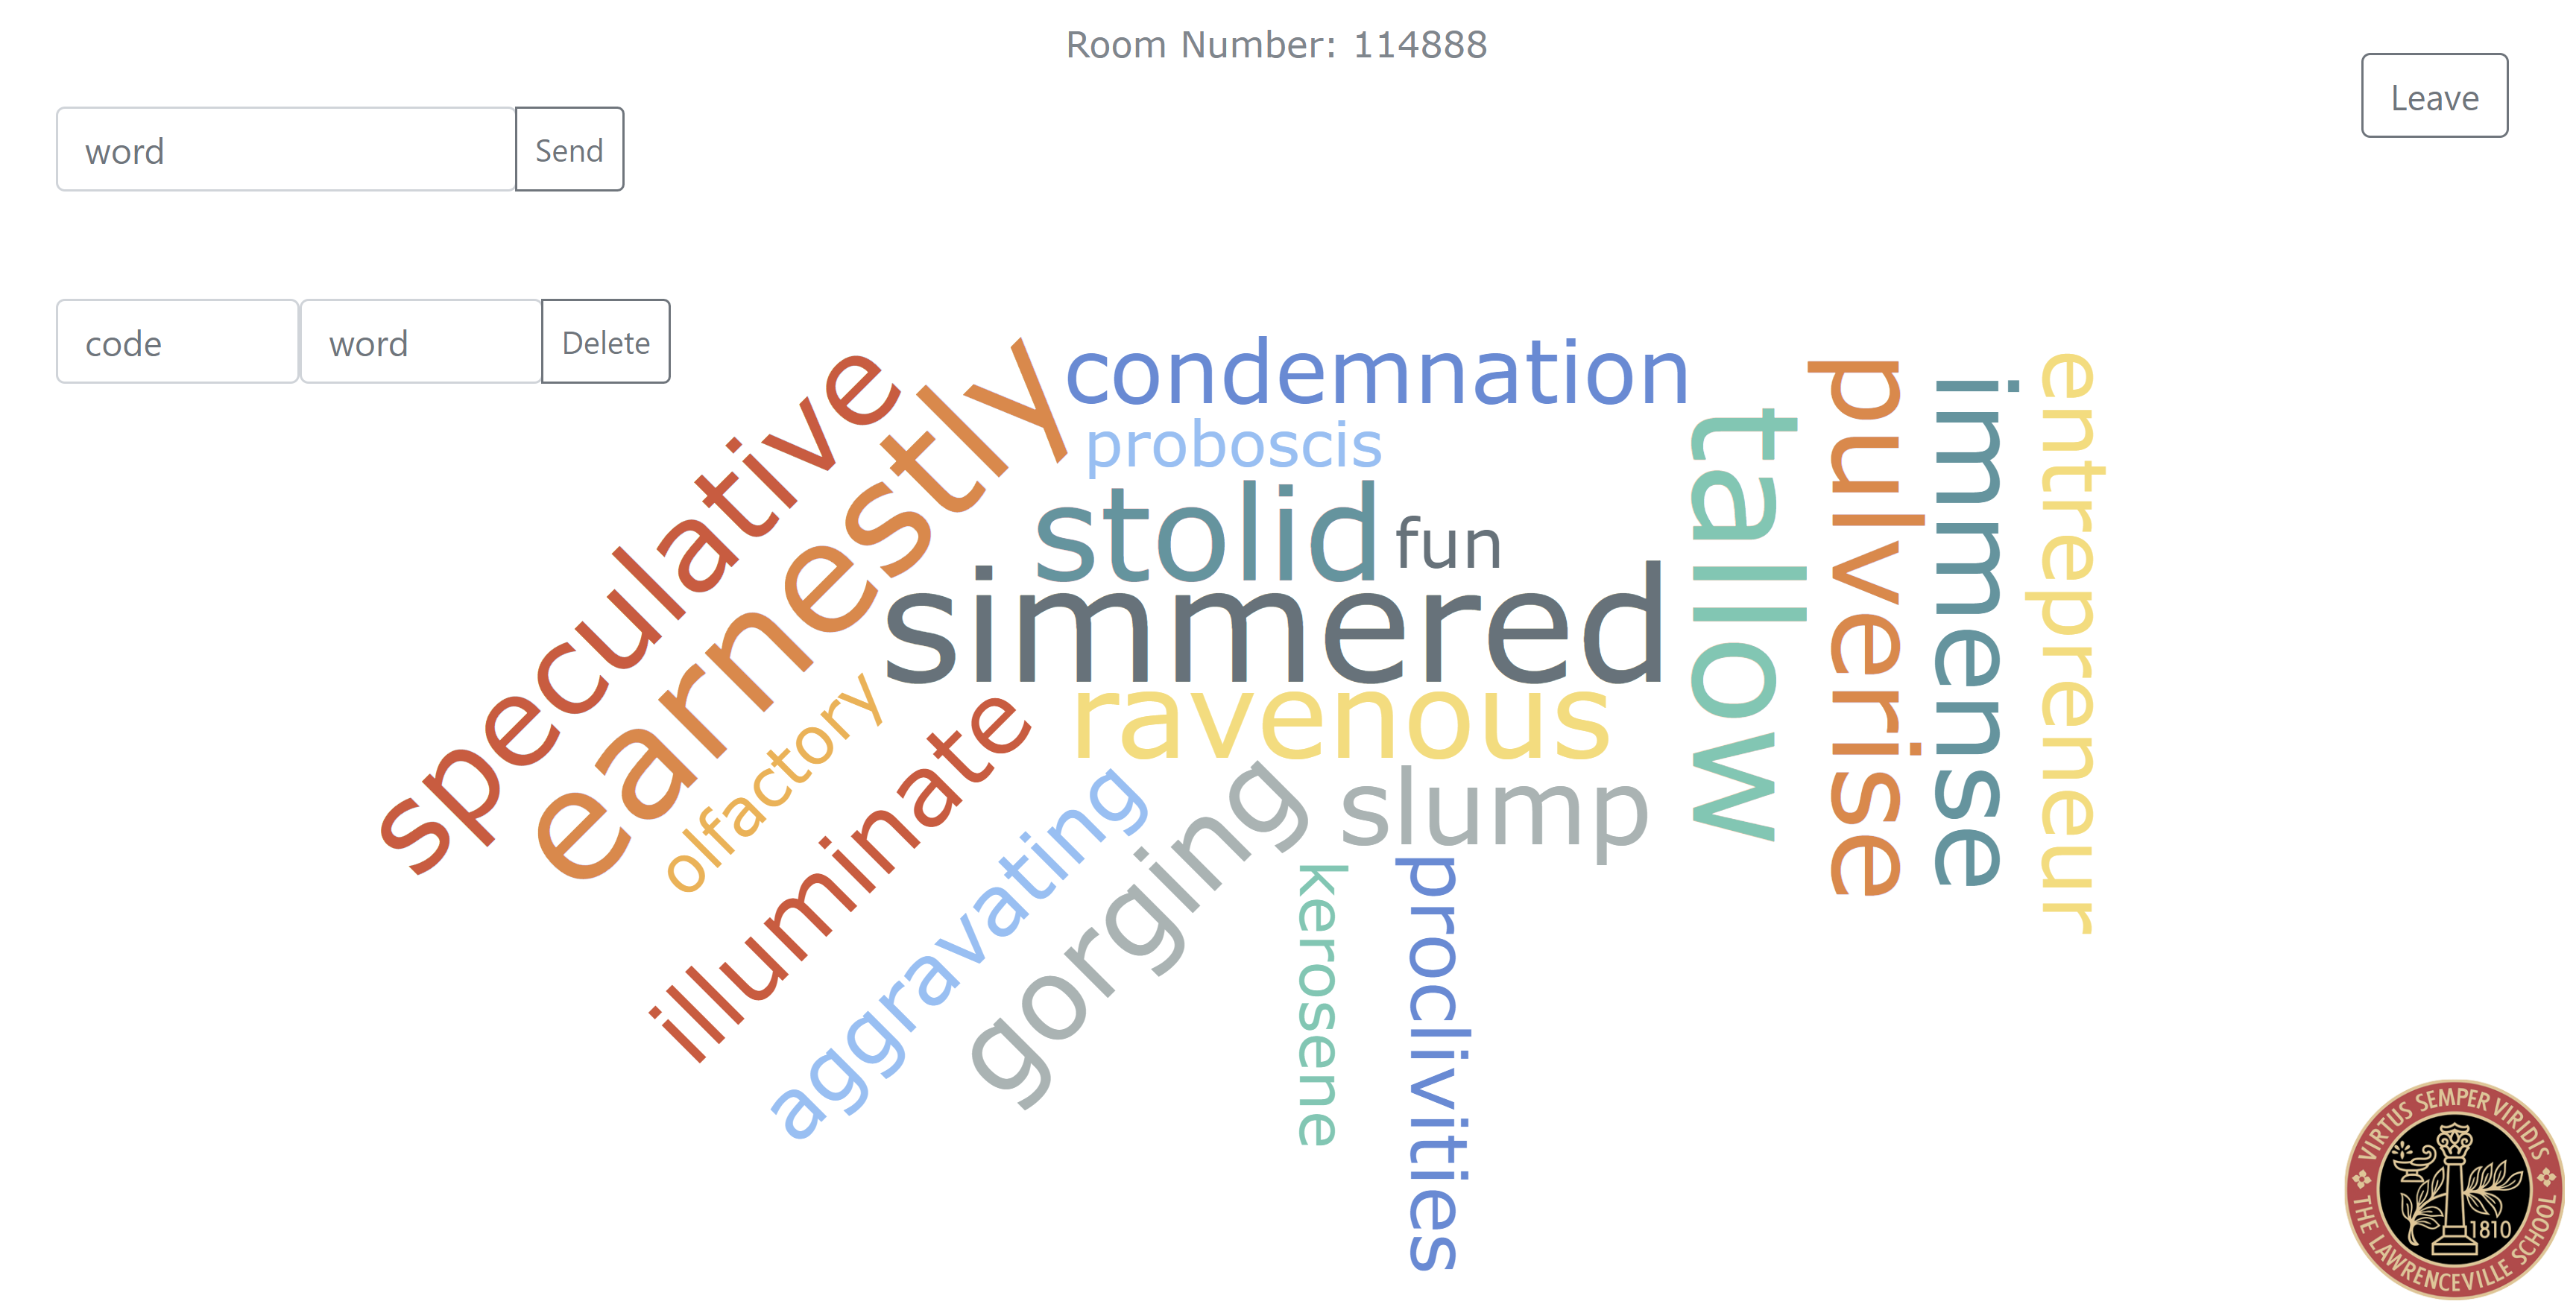 Room Number: 114888
Leave
word
Send
code
word
Delete
condemnation
proboscis
speculative
earnestly
stolid
fun
simmered
tallow
pulverise
immense
entrepreneur
olfactory
illuminate
ravenous
aggravating
gorging
slump
kerosene
proclivities
VIRTUS SEMPER VIRIDIS
1810
THE LAWRENCEVILLE SCHOOL